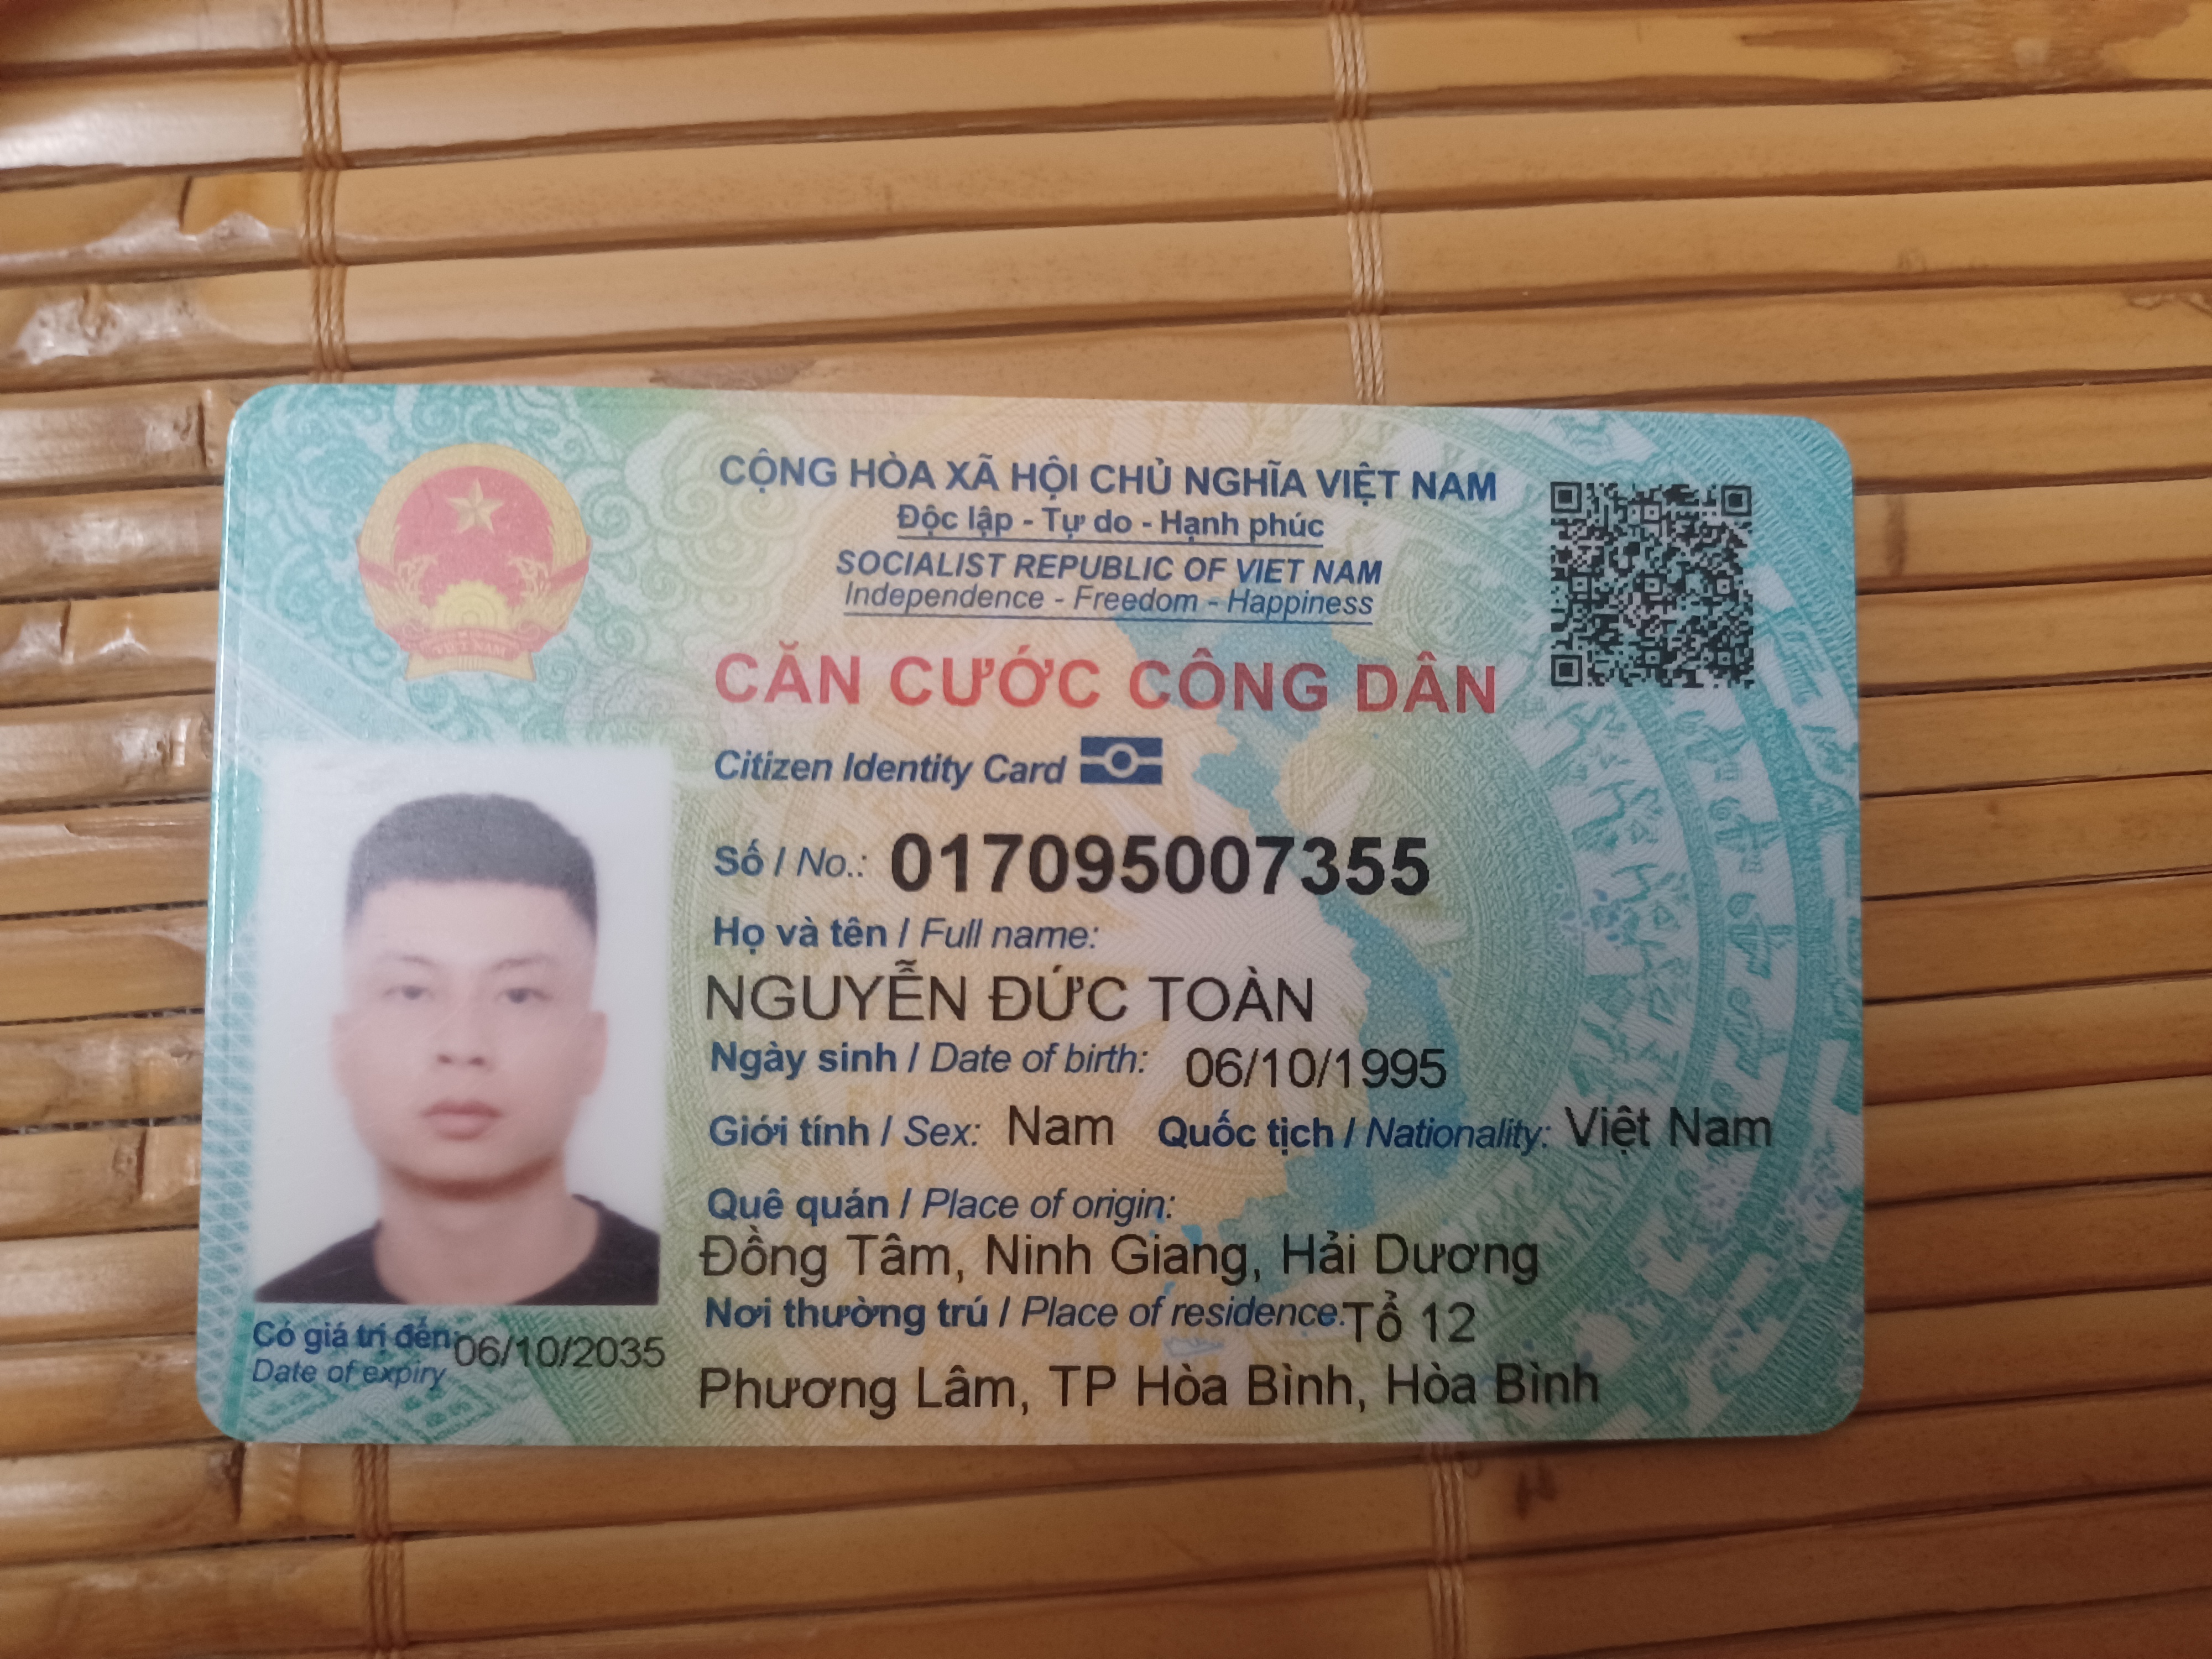 CỘNG HÒA XÃ HỘI CHỦ NGHĨA VIỆT NAM
Độc lập - Tự do - Hạnh phúc
SOCIALIST REPUBLIC OF VIET NAM
Independence - Freedom - Happiness
CĂN CƯỚC CÔNG DÂN
Citizen Identity Card
Số / No.: 017095007355
Họ và tên / Full name:
NGUYỄN ĐỨC TOÀN
Ngày sinh / Date of birth: 06/10/1995
Giới tính / Sex: Nam Quốc tịch / Nationality: Việt Nam
Quê quán / Place of origin:
Đồng Tâm, Ninh Giang, Hải Dương
Nơi thường trú / Place of residence: Tổ 12
Phương Lâm, TP Hòa Bình, Hòa Bình
Có giá trị đến: 06/10/2035
Date of expiry
VIỆT NAM